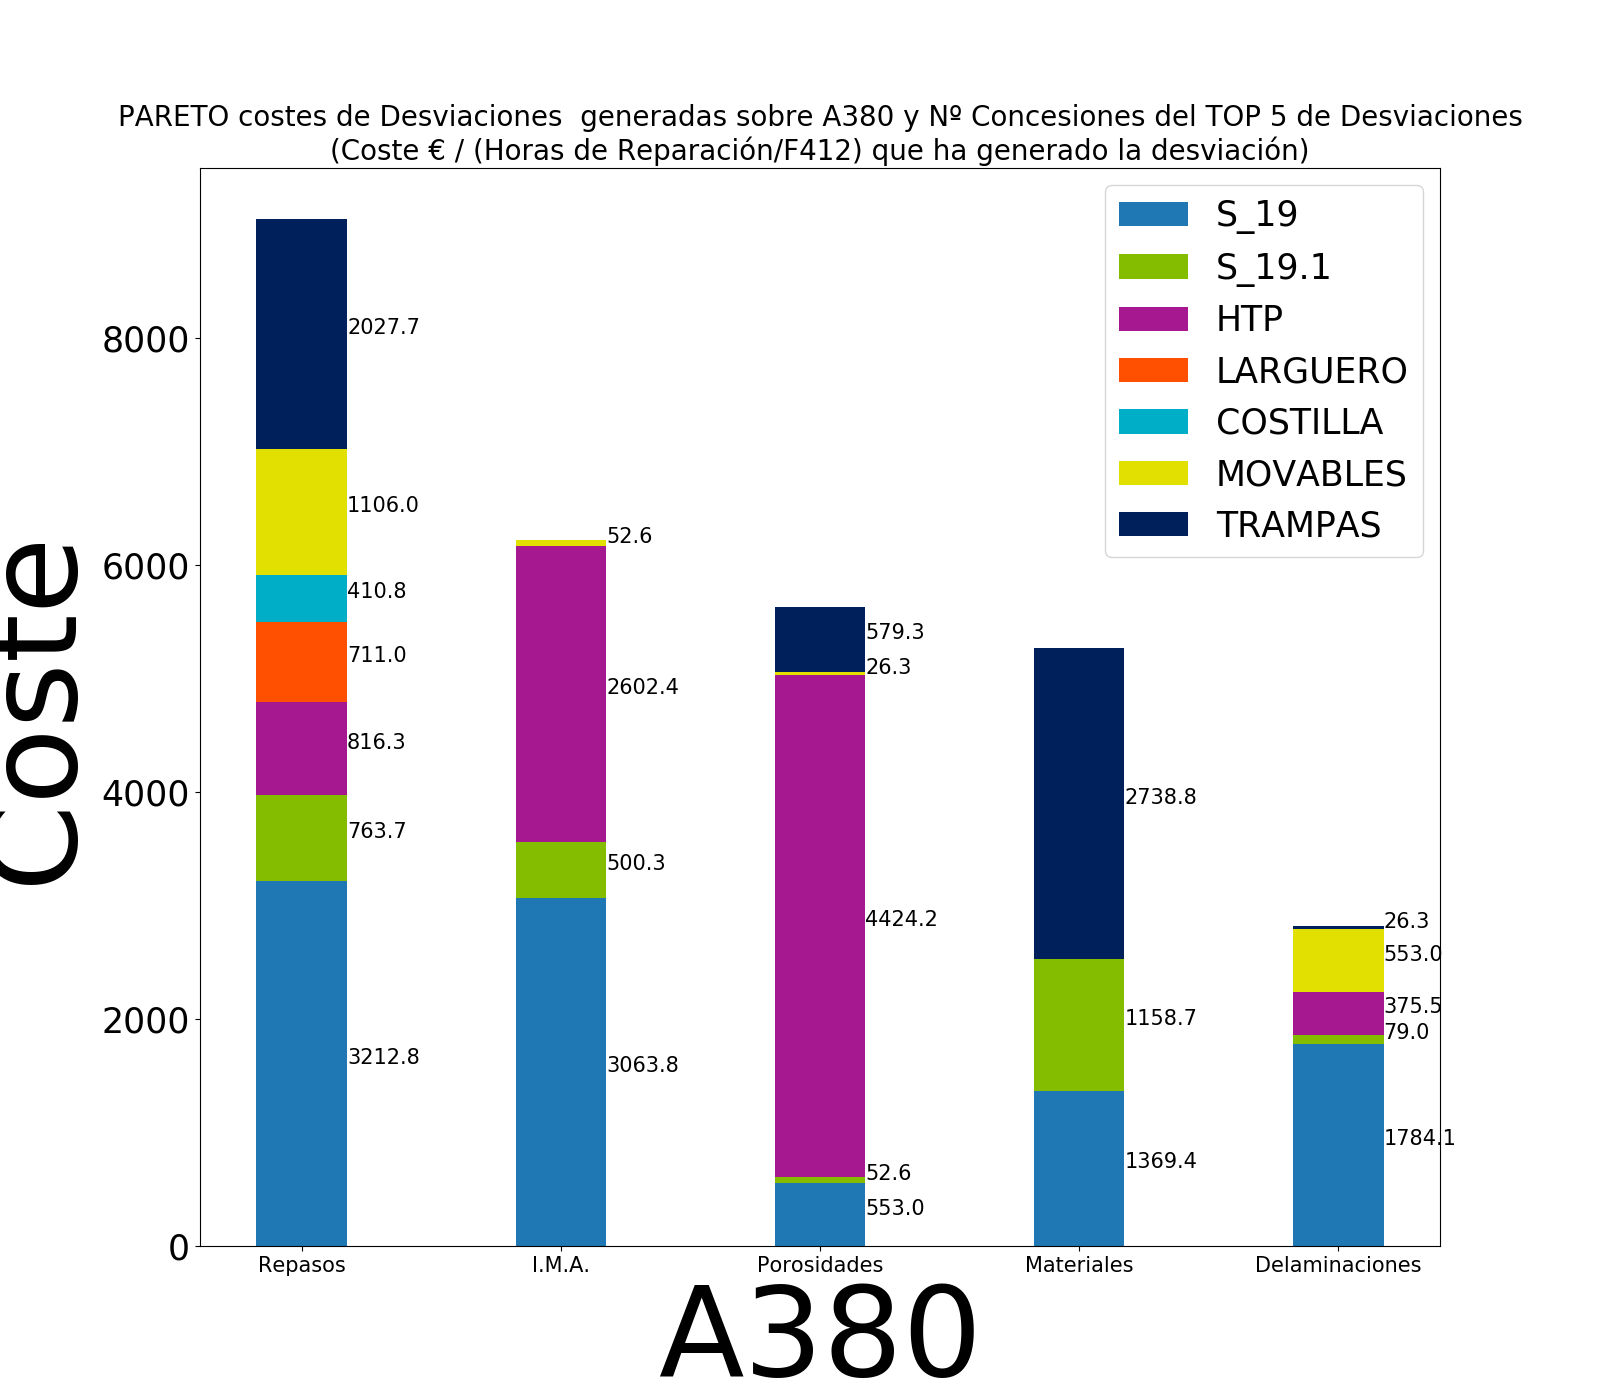 PARETO costes de Desviaciones  generadas sobre A380 y Nº Concesiones del TOP 5 de Desviaciones
(Coste € / (Horas de Reparación/F412) que ha generado la desviación)
S_19
S_19.1
HTP
LARGUERO
COSTILLA
MOVABLES
TRAMPAS
Coste
8000
6000
4000
2000
0
2027.7
1106.0
410.8
711.0
816.3
763.7
3212.8
52.6
2602.4
500.3
3063.8
579.3
26.3
4424.2
52.6
553.0
2738.8
1158.7
1369.4
26.3
553.0
375.5
79.0
1784.1
Repasos
I.M.A.
Porosidades
Materiales
Delaminaciones
A380